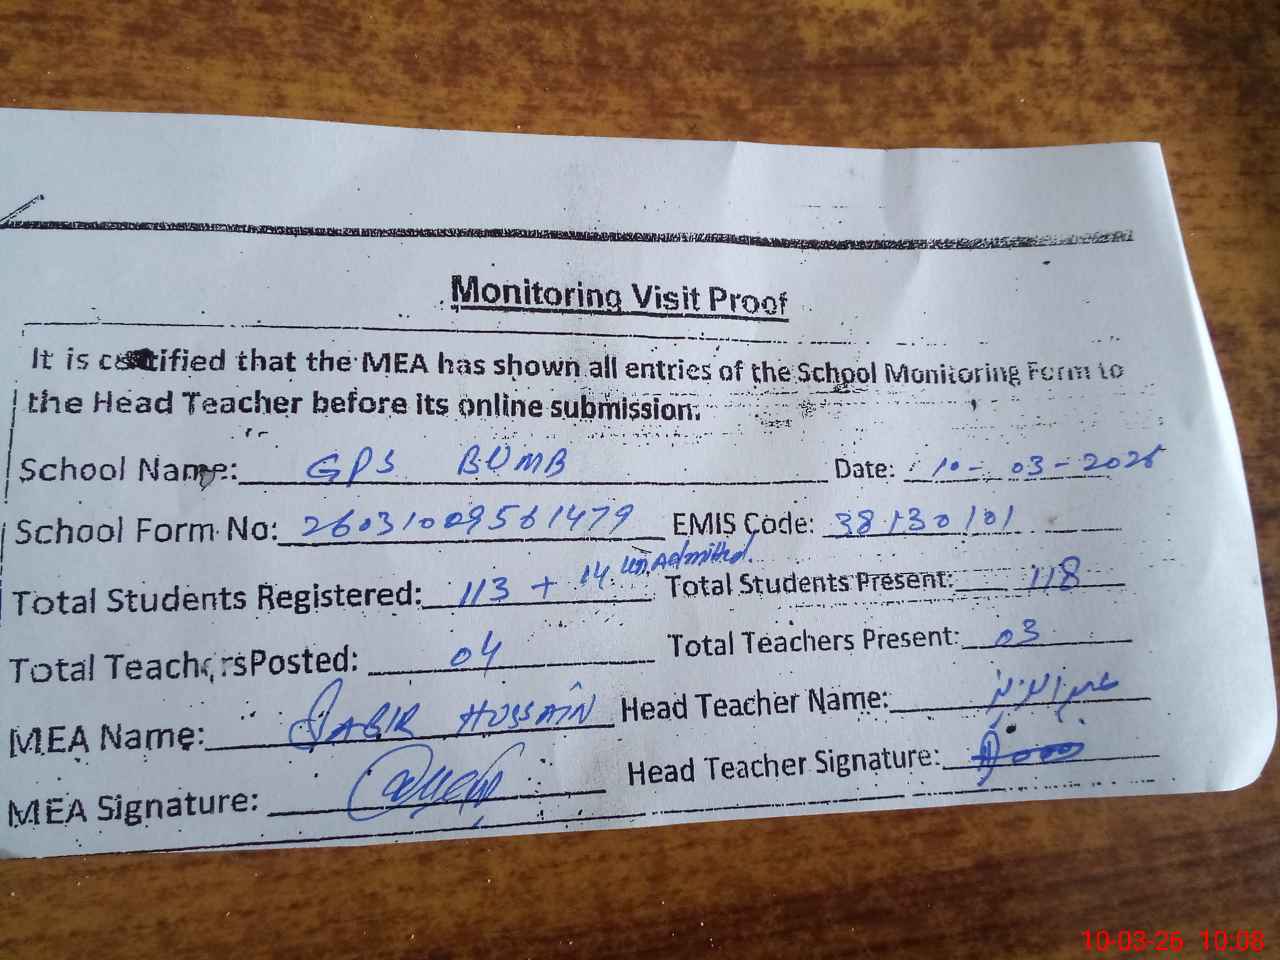 Monitoring Visit Proof
It is certified that the MEA has shown all entries of the School Monitoring Form to
the Head Teacher before its online submission.
School Name: GPS BUMB Date: 10-03-2026
School Form No: 26031009561479 EMIS Code: 38130101
Total Students Registered: 113 + 14 un.Admitted. Total Students Present: 118
Total TeachersPosted: 04 Total Teachers Present: 03
MEA Name: SABIR HUSSAIN Head Teacher Name:
MEA Signature: Head Teacher Signature:
10-03-26 10:08